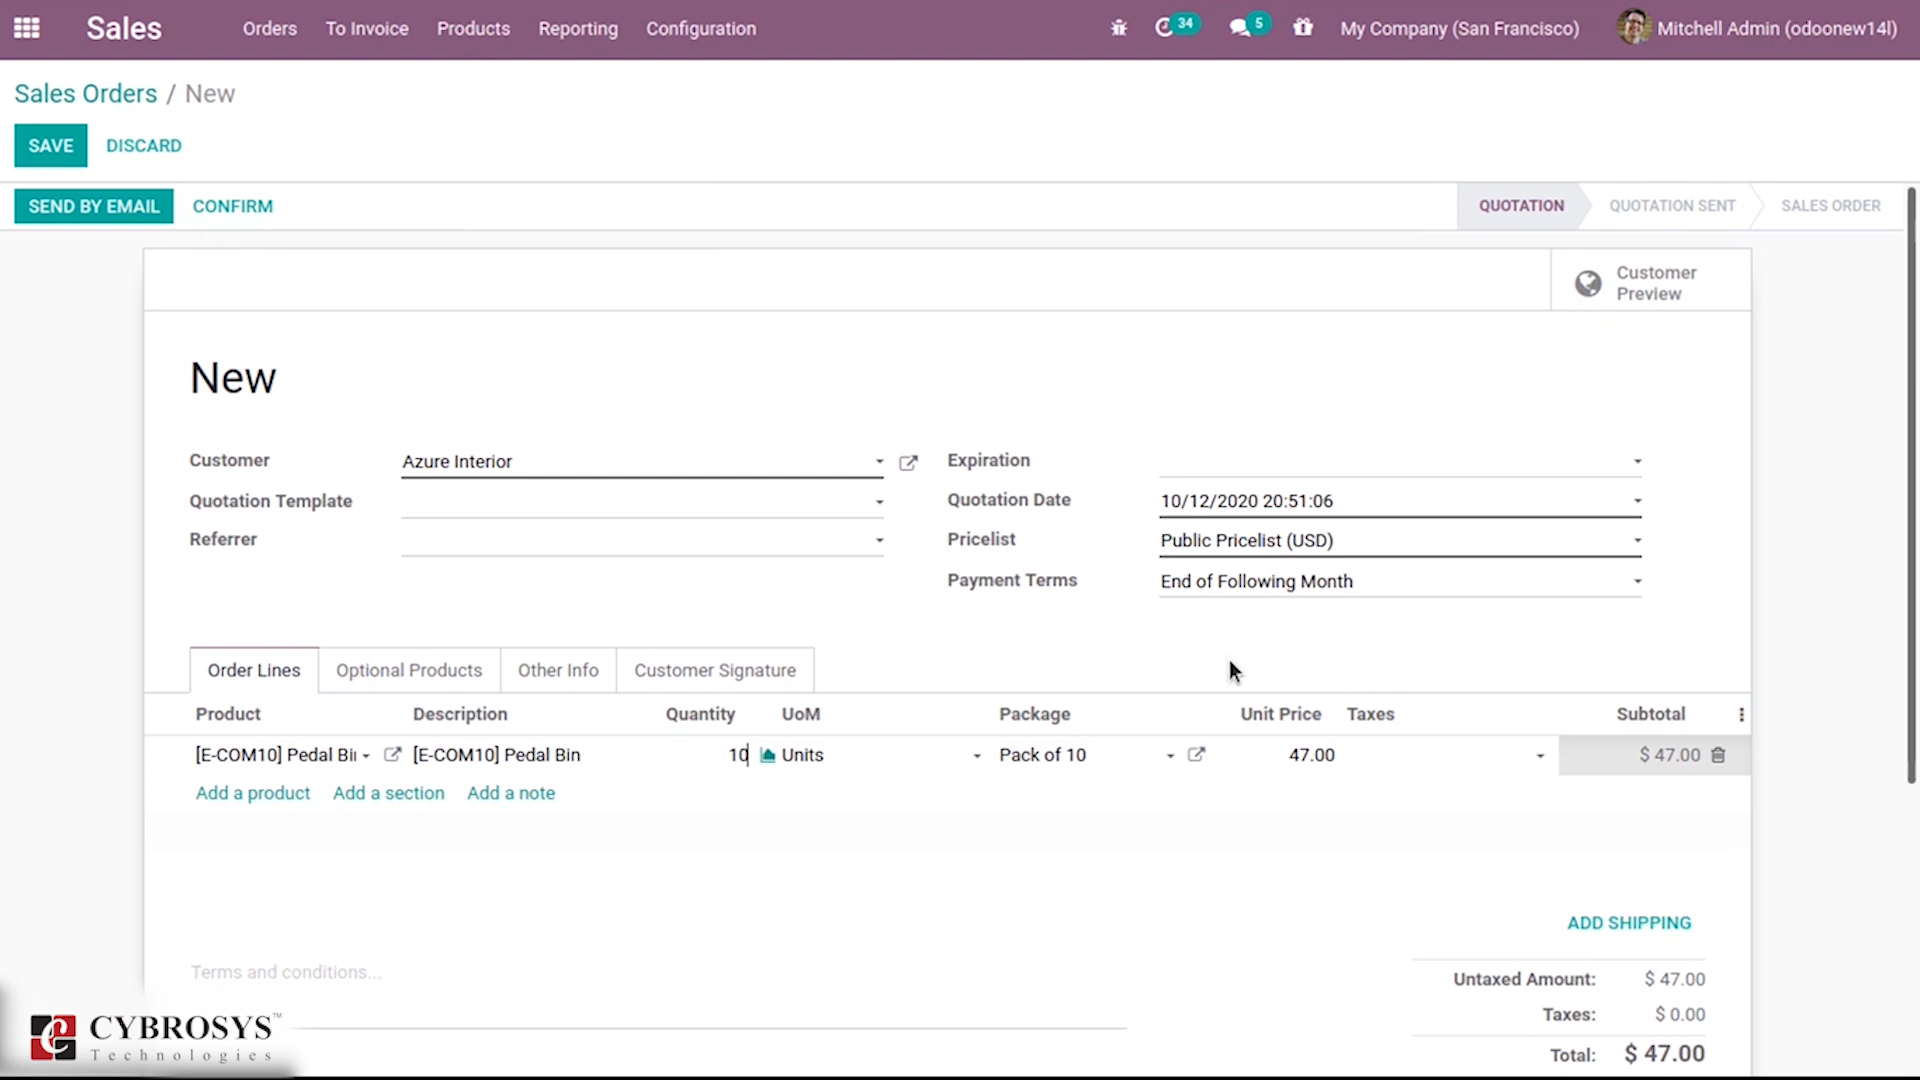 Sales Orders To Invoice Products Reporting Configuration 34 5 My Company (San Francisco) Mitchell Admin (odoonew14l)
Sales Orders / New
SAVE DISCARD
SEND BY EMAIL CONFIRM QUOTATION QUOTATION SENT SALES ORDER
Customer
Preview
New
Customer Azure Interior Expiration
Quotation Template Quotation Date 10/12/2020 20:51:06
Referrer Pricelist Public Pricelist (USD)
Payment Terms End of Following Month
Order Lines Optional Products Other Info Customer Signature
Product Description Quantity UoM Package Unit Price Taxes Subtotal
[E-COM10] Pedal Bi [E-COM10] Pedal Bin 10 Units Pack of 10 47.00 $ 47.00
Add a product Add a section Add a note
ADD SHIPPING
Terms and conditions...
Untaxed Amount: $ 47.00
Taxes: $ 0.00
Total: $ 47.00
CYBROSYS™
Technologies